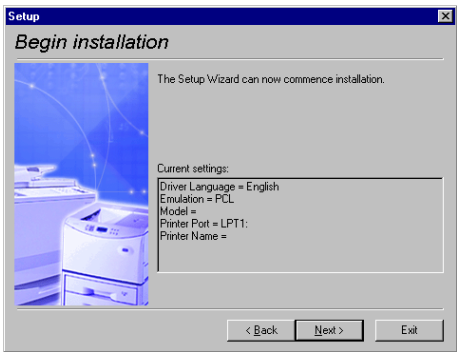 Setup
Begin installation
The Setup Wizard can now commence installation.
Current settings:
Driver Language = English
Emulation = PCL
Model =
Printer Port = LPT1:
Printer Name =
< Back
Next >
Exit